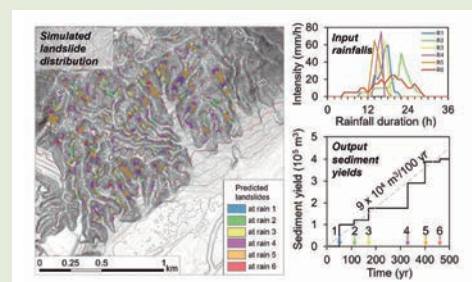 Simulated
landslide
distribution
Predicted
landslides
at rain 1
at rain 2
at rain 3
at rain 4
at rain 5
at rain 6
0 0.25 0.5 1
km
Input
rainfalls
R1
R2
R3
R4
R5
R6
Intensity (mm/h)
80
60
40
20
0
0 12 24 36
Rainfall duration (h)
Output
sediment
yields
9 x 10⁴ m³/100 yr
Sediment yield (10⁵ m³)
5
4
3
2
1
0
1 2 3 4 5 6
0 100 200 300 400 500
Time (yr)